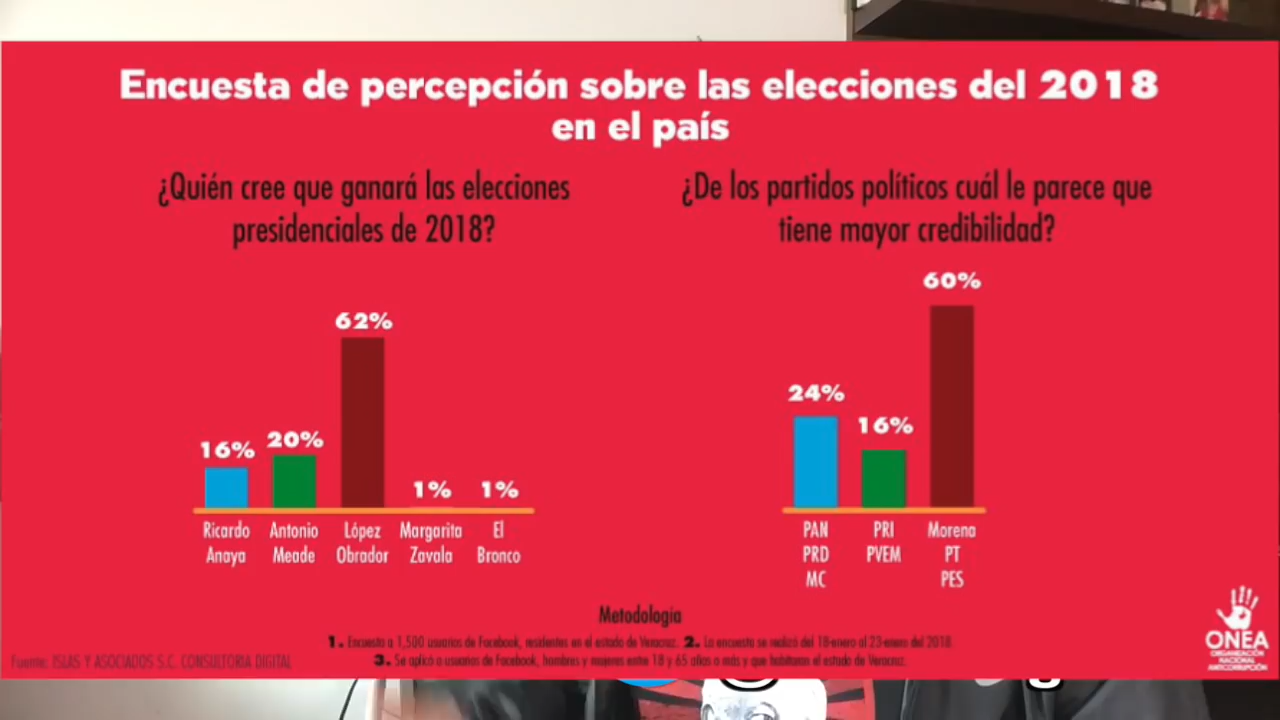 Encuesta de percepción sobre las elecciones del 2018
en el país
¿Quién cree que ganará las elecciones
presidenciales de 2018?
62%
16%
20%
1%
1%
Ricardo
Anaya
Antonio
Meade
López
Obrador
Margarita
Zavala
El
Bronco
¿De los partidos políticos cuál le parece que
tiene mayor credibilidad?
60%
24%
16%
PAN
PRD
MC
PRI
PVEM
Morena
PT
PES
Metodología
1. Encuesta a 1,500 usuarios de Facebook, residentes en el estado de Veracruz. 2. La encuesta se realizó del 18-enero al 23-enero del 2018.
3. Se aplicó a usuarios de Facebook, hombres y mujeres entre 18 y 65 años o más y que habitaran el estado de Veracruz.
Fuente: ISLAS Y ASOCIADOS S.C. CONSULTORIA DIGITAL
ONEA
ORGANIZACIÓN
NACIONAL
ANTICORRUPCIÓN